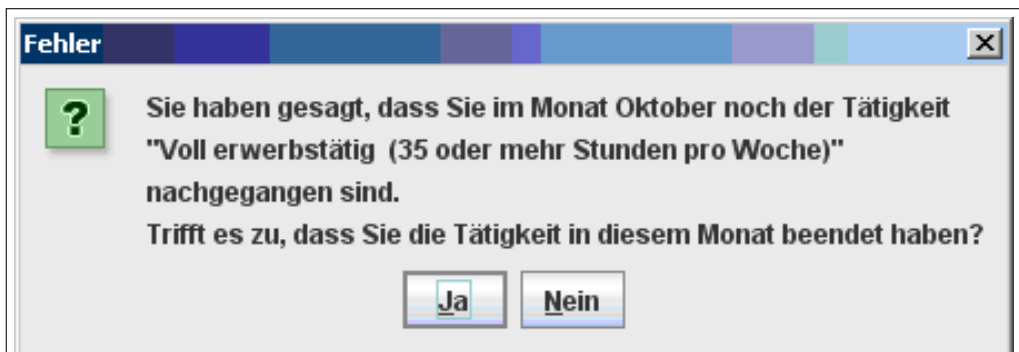 Fehler
Sie haben gesagt, dass Sie im Monat Oktober noch der Tätigkeit
"Voll erwerbstätig (35 oder mehr Stunden pro Woche)"
nachgegangen sind.
Trifft es zu, dass Sie die Tätigkeit in diesem Monat beendet haben?
Ja Nein